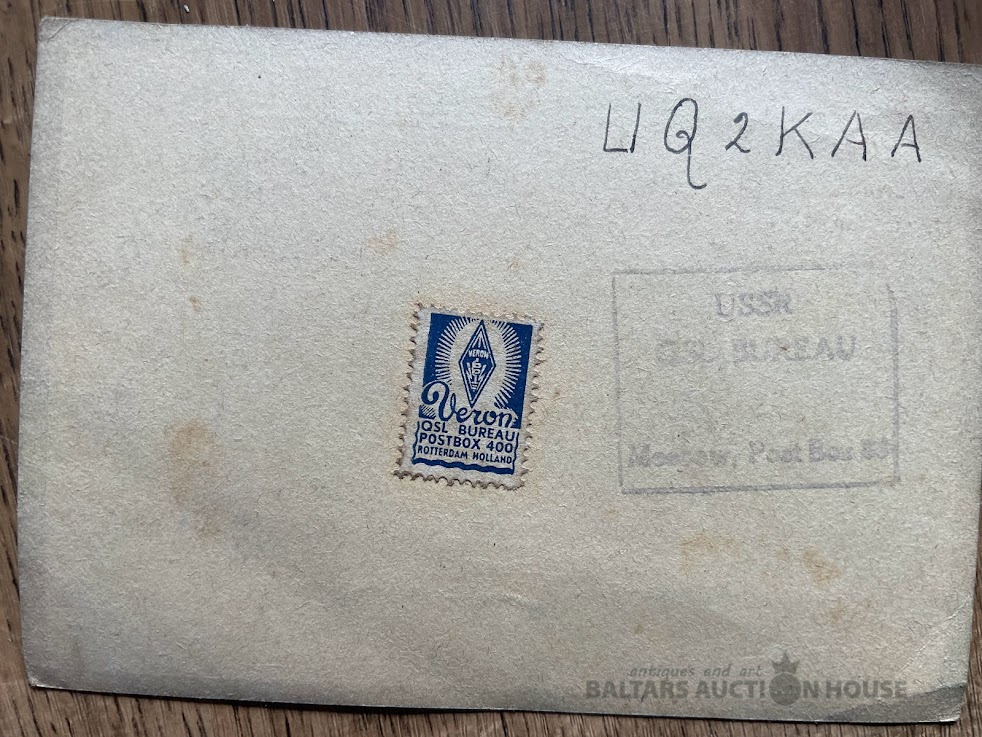 UQ2KAA
USSR
QSL BUREAU
Moscow, Post Box
VERON
Veron
QSL BUREAU
POSTBOX 400
ROTTERDAM HOLLAND
antiques and art
BALTARS AUCTION HOUSE